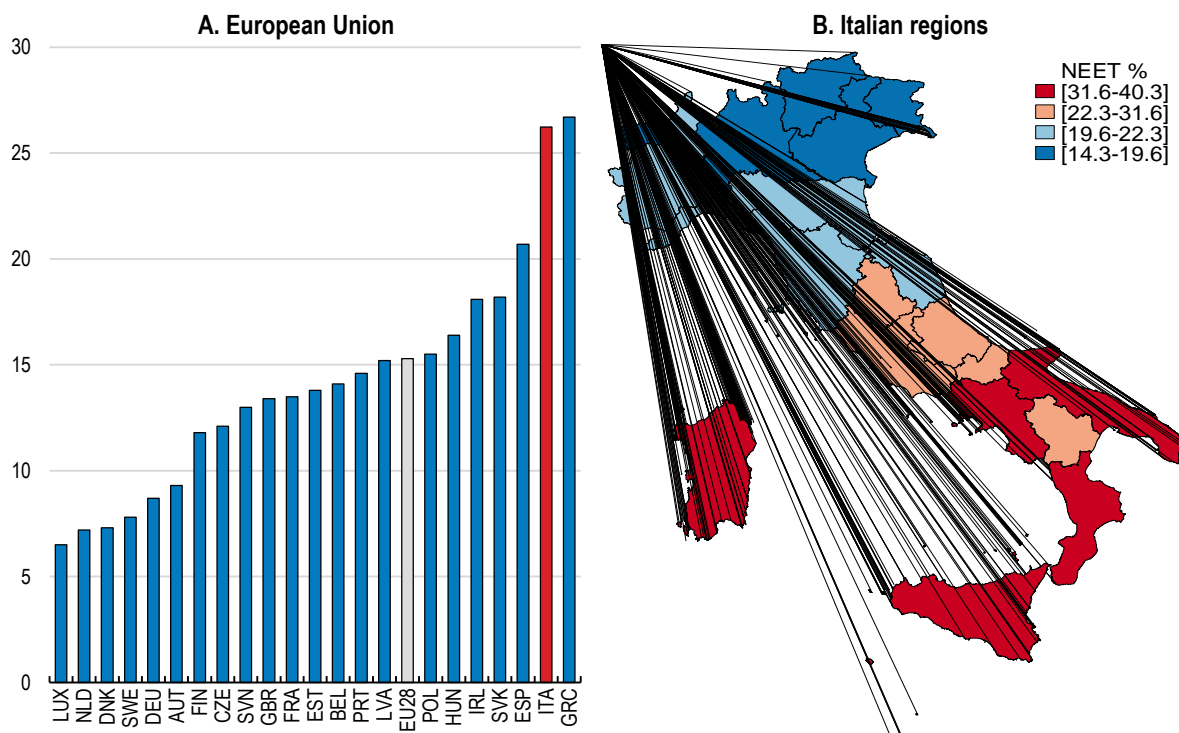 A. European Union
30
25
20
15
10
5
0
LUX
NLD
DNK
SWE
DEU
AUT
FIN
CZE
SVN
GBR
FRA
EST
BEL
PRT
LVA
EU28
POL
HUN
IRL
SVK
ESP
ITA
GRC
B. Italian regions
NEET %
[31.6-40.3]
[22.3-31.6]
[19.6-22.3]
[14.3-19.6]